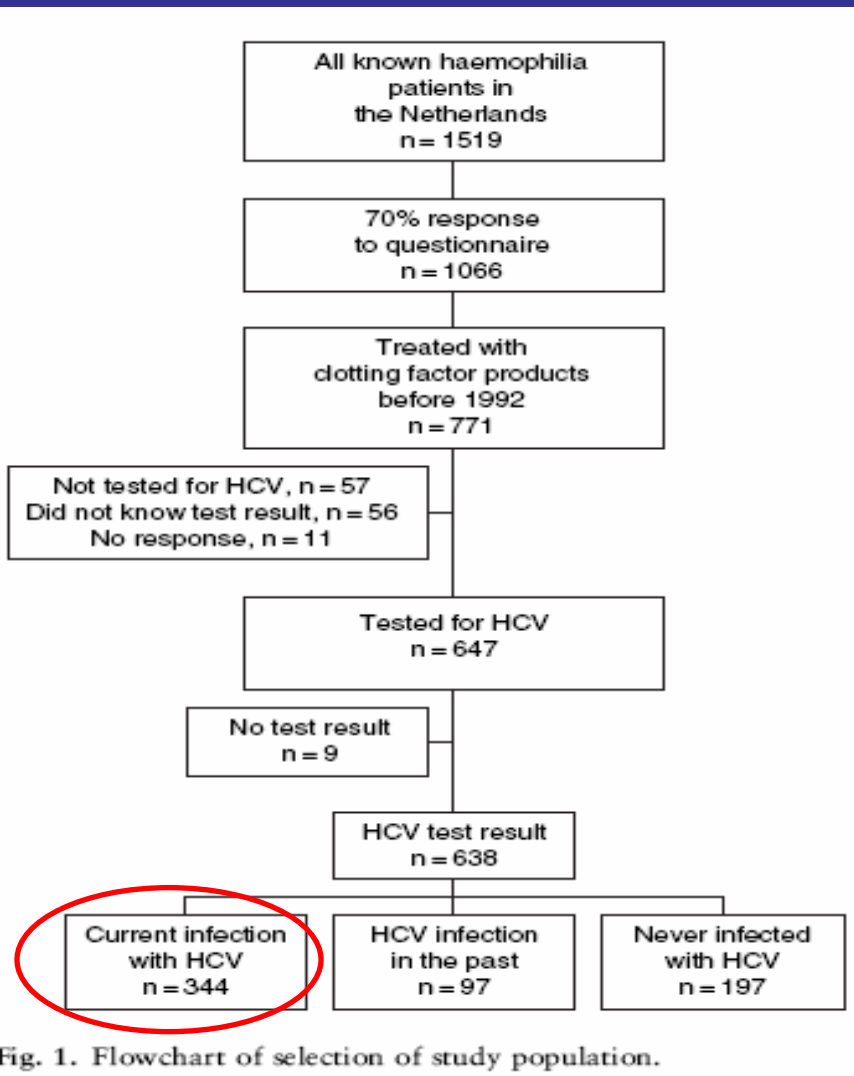 All known haemophilia
patients in
the Netherlands
n = 1519
70% response
to questionnaire
n = 1066
Treated with
clotting factor products
before 1992
n = 771
Not tested for HCV, n = 57
Did not know test result, n = 56
No response, n = 11
Tested for HCV
n = 647
No test result
n = 9
HCV test result
n = 638
Current infection
with HCV
n = 344
HCV infection
in the past
n = 97
Never infected
with HCV
n = 197
Fig. 1. Flowchart of selection of study population.